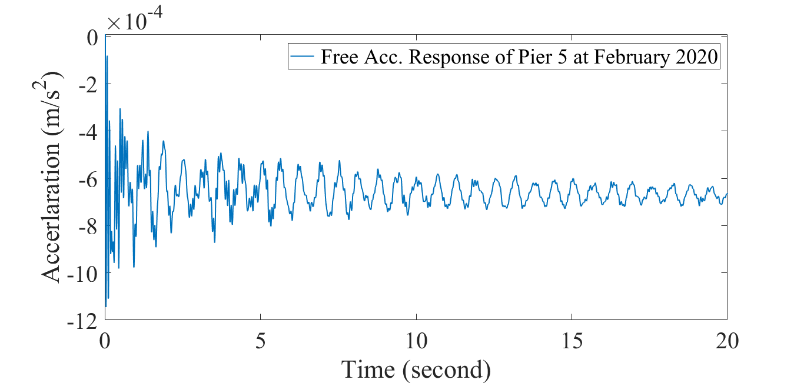 ×10-4
0
Free Acc. Response of Pier 5 at February 2020
-2
-4
-6
-8
-10
-12
Accerlaration (m/s2)
0 5 10 15 20
Time (second)